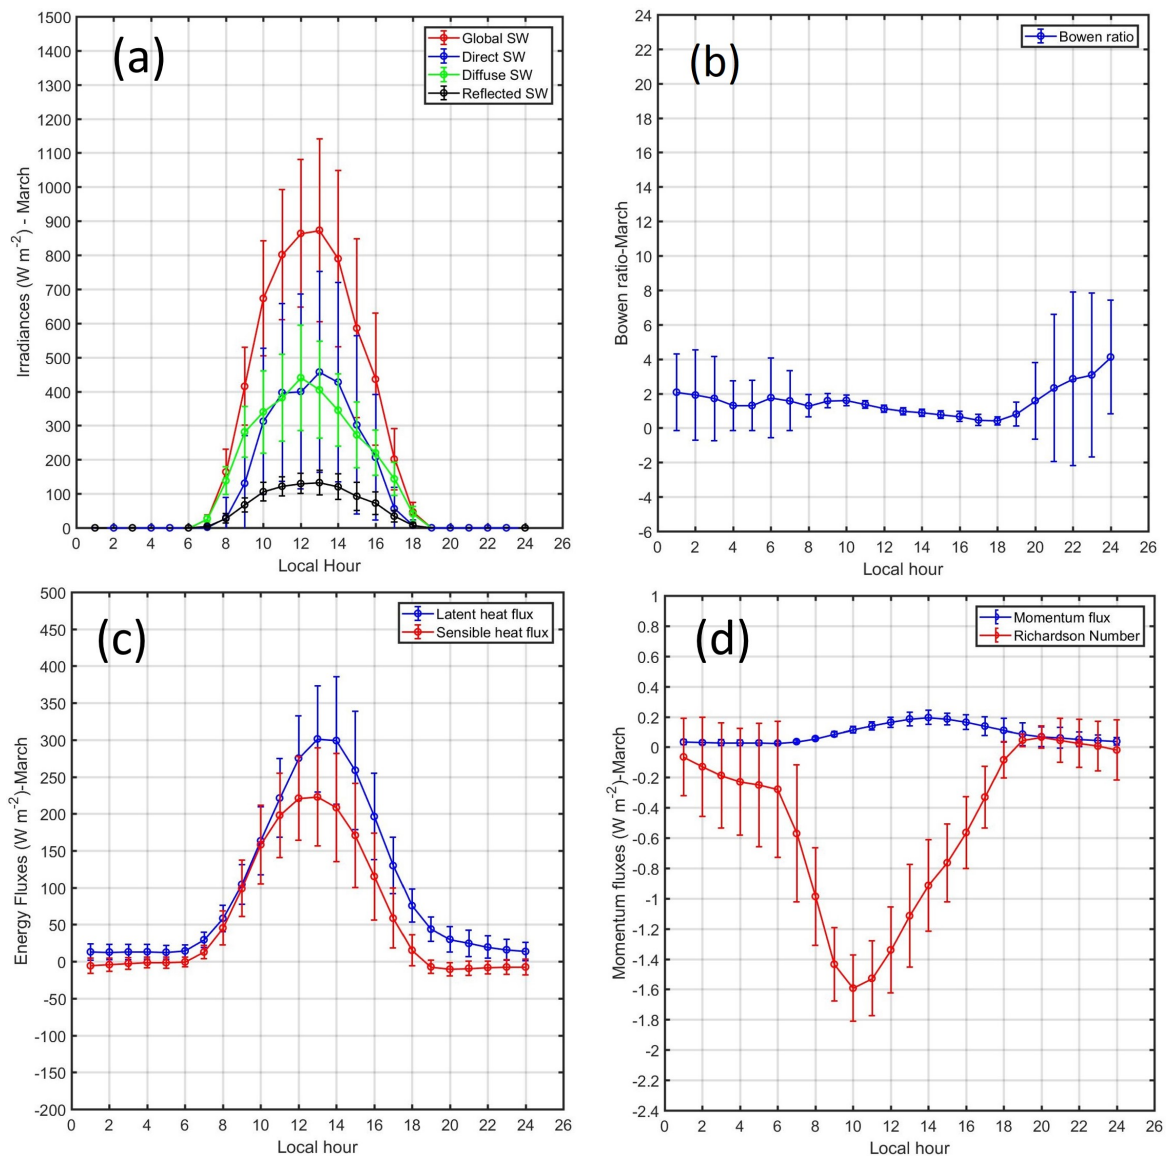 (a)
Global SW
Direct SW
Diffuse SW
Reflected SW
1500
1400
1300
1200
1100
1000
900
800
700
600
500
400
300
200
100
0
0 2 4 6 8 10 12 14 16 18 20 22 24 26
Irradiances (W m⁻²) - March
Local Hour
(b)
Bowen ratio
24
22
20
18
16
14
12
10
8
6
4
2
0
-2
-4
-6
0 2 4 6 8 10 12 14 16 18 20 22 24 26
Bowen ratio-March
Local hour
(c)
Latent heat flux
Sensible heat flux
500
450
400
350
300
250
200
150
100
50
0
-50
-100
-150
-200
0 2 4 6 8 10 12 14 16 18 20 22 24 26
Energy Fluxes (W m⁻²)-March
Local hour
(d)
Momentum flux
Richardson Number
1
0.8
0.6
0.4
0.2
0
-0.2
-0.4
-0.6
-0.8
-1
-1.2
-1.4
-1.6
-1.8
-2
-2.2
-2.4
0 2 4 6 8 10 12 14 16 18 20 22 24 26
Momentum fluxes (W m⁻²)-March
Local hour